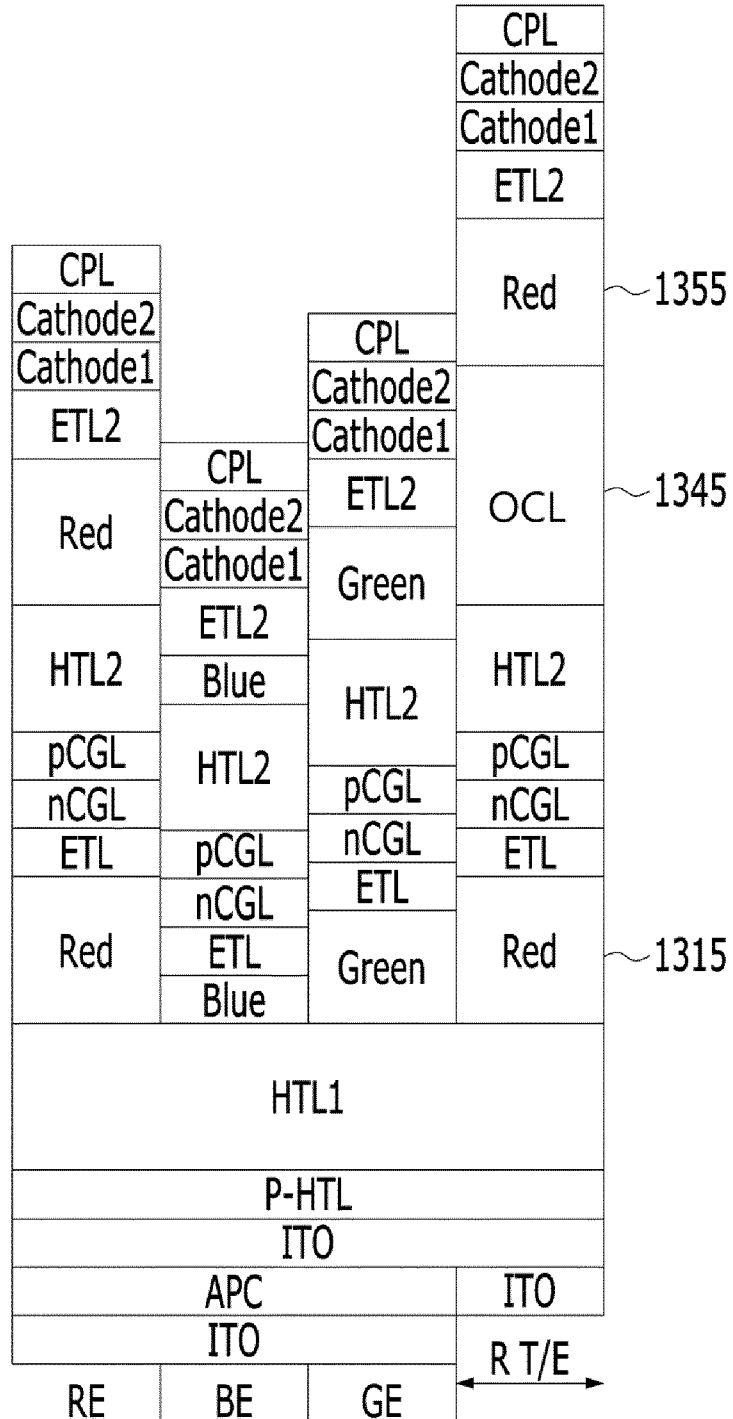 CPL
Cathode2
Cathode1
ETL2
Red
HTL2
pCGL
nCGL
ETL
Red
CPL
Cathode2
Cathode1
ETL2
Blue
HTL2
pCGL
nCGL
ETL
Blue
CPL
Cathode2
Cathode1
ETL2
Green
HTL2
pCGL
nCGL
ETL
Green
CPL
Cathode2
Cathode1
ETL2
Red
1355
OCL
1345
HTL2
pCGL
nCGL
ETL
Red
1315
HTL1
P-HTL
ITO
APC
ITO
ITO
R T/E
RE
BE
GE